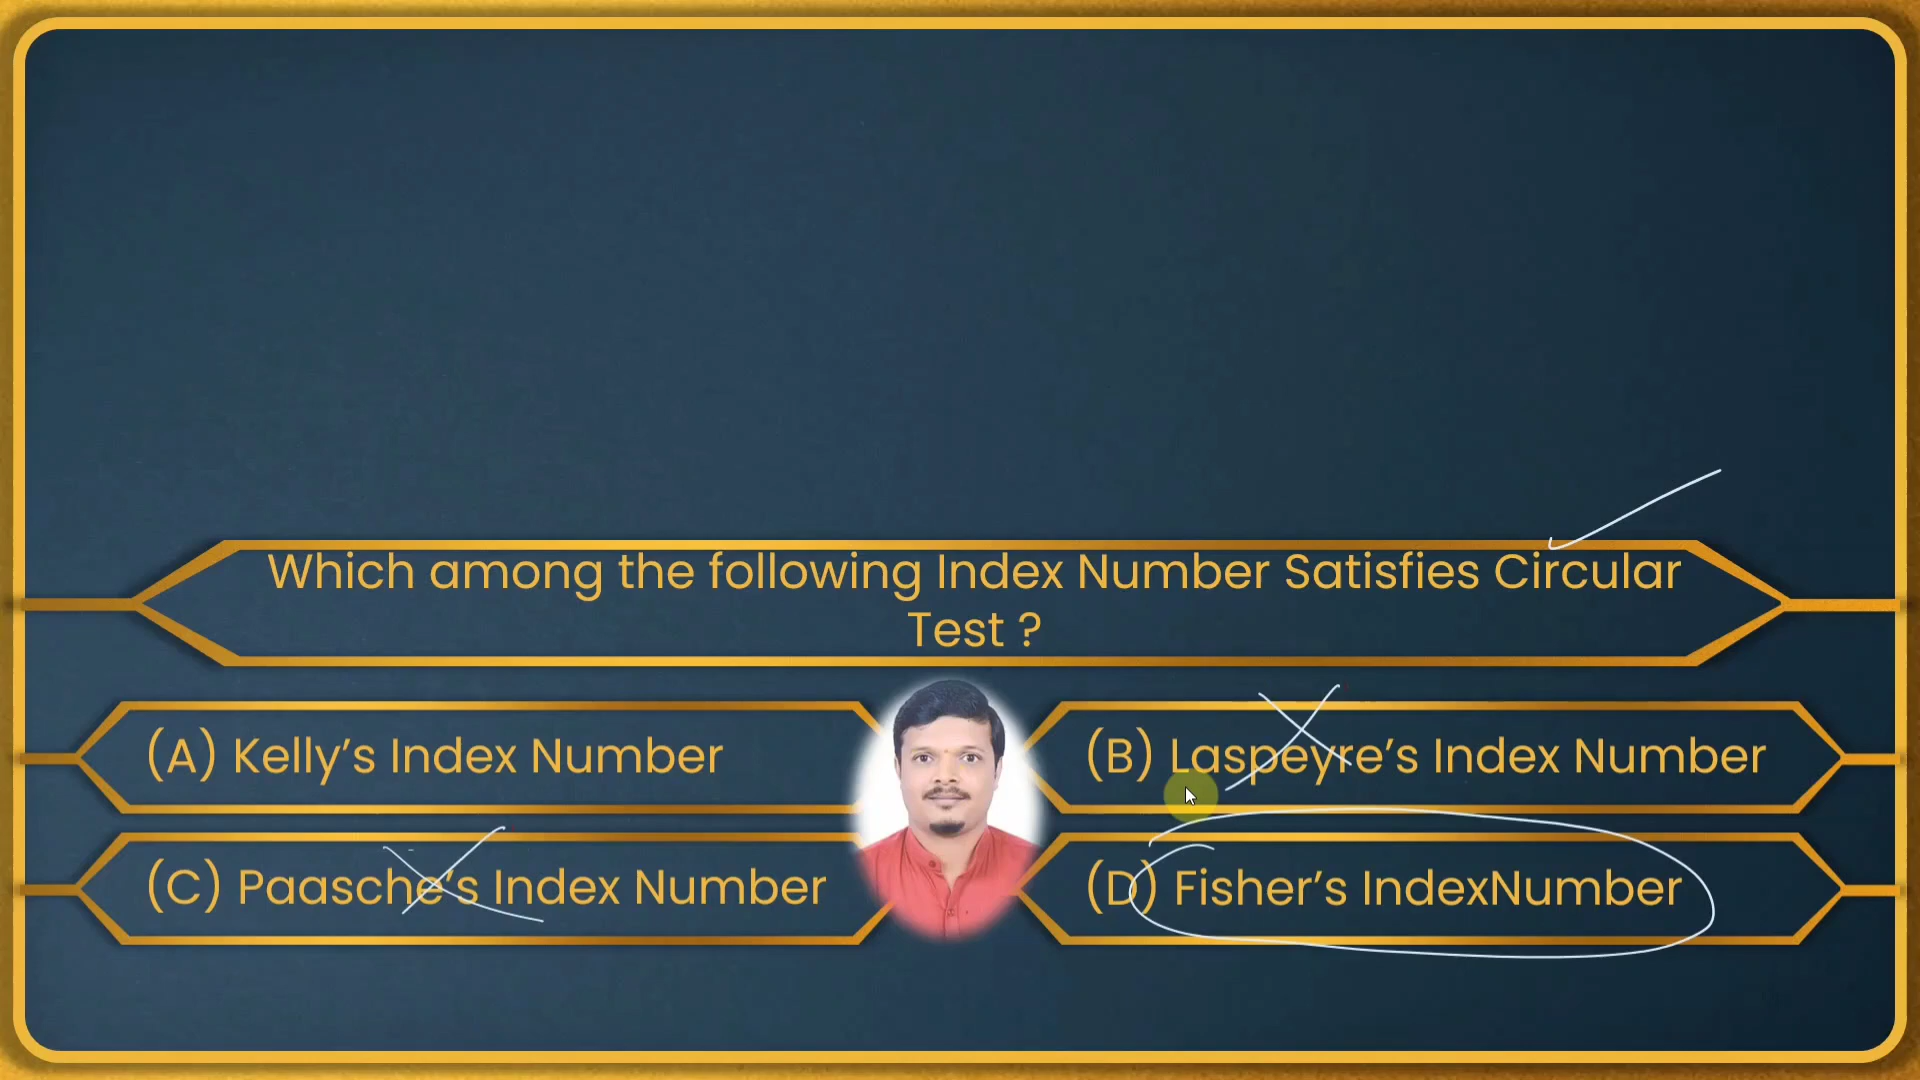 Which among the following Index Number Satisfies Circular
Test ?
(A) Kelly’s Index Number
(B) Laspeyre’s Index Number
(C) Paasche’s Index Number
(D) Fisher’s IndexNumber